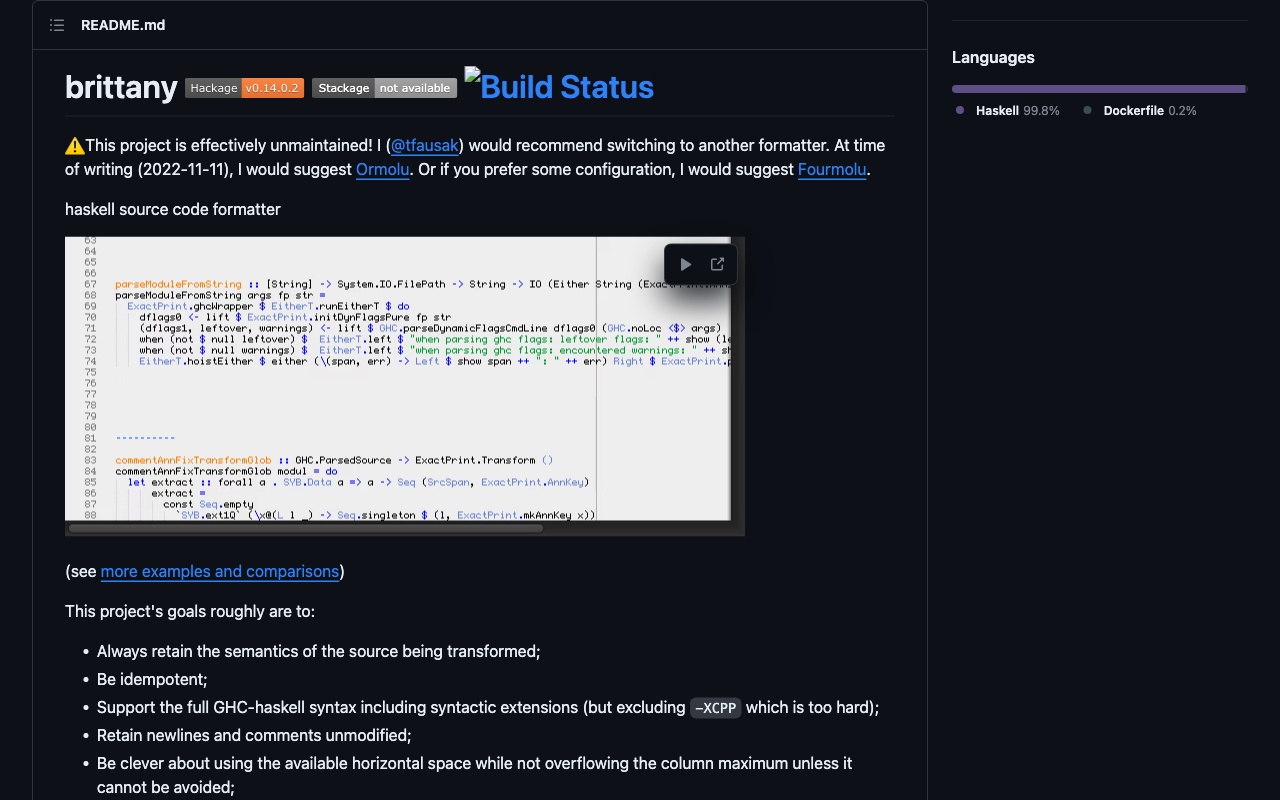 README.md
brittany Hackage v0.14.0.2 Stackage not available Build Status
⚠️This project is effectively unmaintained! I (@tfausak) would recommend switching to another formatter. At time
of writing (2022-11-11), I would suggest Ormolu. Or if you prefer some configuration, I would suggest Fourmolu.
haskell source code formatter
63
64
65
66
67 parseModuleFromString :: [String] -> System.IO.FilePath -> String -> IO (Either String (
68 parseModuleFromString args fp str =
69 ExactPrint.ghcWrapper $ EitherT.runEitherT $ do
70 dflags0 <- lift $ ExactPrint.initDynFlagsPure fp str
71 (dflags1, leftover, warnings) <- lift $ GHC.parseDynamicFlagsCmdLine dflags0 (GHC.noLoc <$> args)
72 when (not $ null leftover) $ EitherT.left $ "when parsing ghc flags: leftover flags: " ++ show (le
73 when (not $ null warnings) $ EitherT.left $ "when parsing ghc flags: encountered warnings: " ++ sh
74 EitherT.hoistEither $ either (\(span, err) -> Left $ show span ++ ": " ++ err) Right $ ExactPrint.p
75
76
77
78
79
80
81 ----------
82
83 commentAnnFixTransformGlob :: GHC.ParsedSource -> ExactPrint.Transform ()
84 commentAnnFixTransformGlob modul = do
85 let extract :: forall a . SYB.Data a => a -> Seq (SrcSpan, ExactPrint.AnnKey)
86 extract =
87 const Seq.empty
88 `SYB.ext1Q` (\x@(L l _) -> Seq.singleton $ (l, ExactPrint.mkAnnKey x))
(see more examples and comparisons)
This project's goals roughly are to:
• Always retain the semantics of the source being transformed;
• Be idempotent;
• Support the full GHC-haskell syntax including syntactic extensions (but excluding -XCPP which is too hard);
• Retain newlines and comments unmodified;
• Be clever about using the available horizontal space while not overflowing the column maximum unless it
cannot be avoided;
Languages
Haskell 99.8% Dockerfile 0.2%